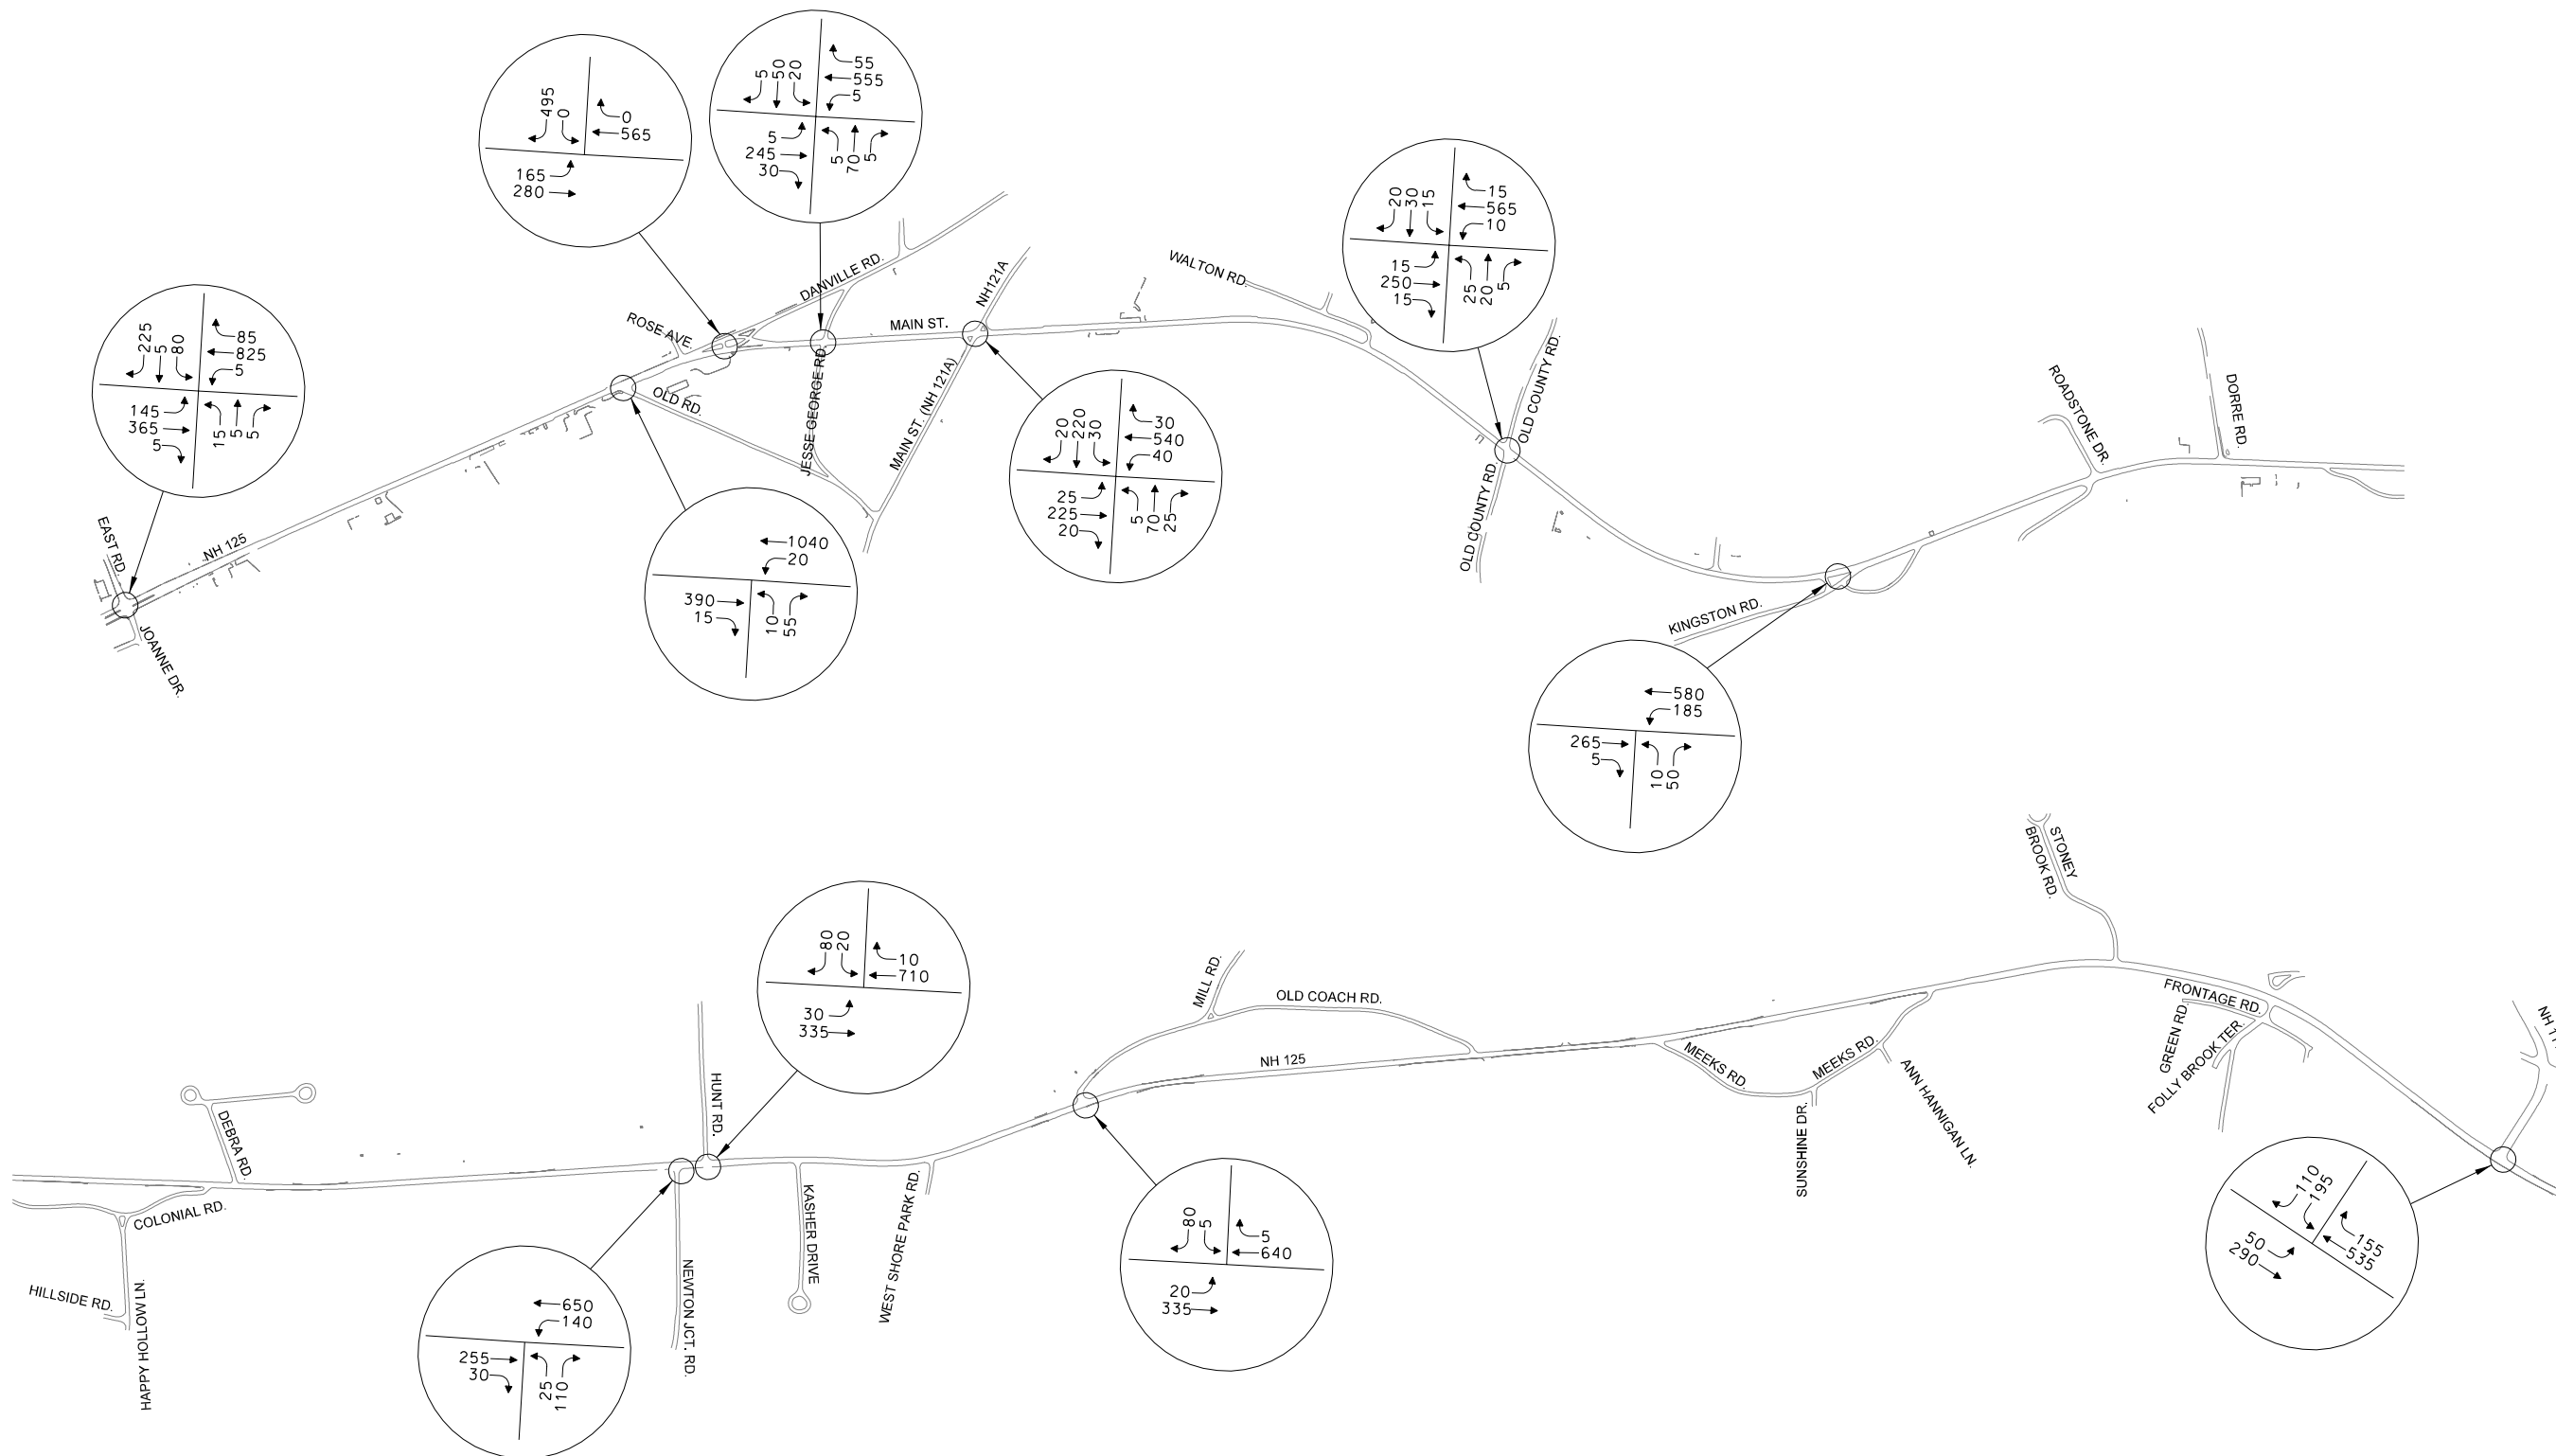 5
50
20
55
555
5
5
245
30
5
70
5
495
0
0
565
165
280
20
30
15
15
565
10
15
250
15
25
20
5
225
5
80
85
825
5
145
365
5
15
5
5
DANVILLE RD.
ROSE AVE.
MAIN ST.
NH121A
WALTON RD.
OLD COUNTY RD.
ROADSTONE DR.
DORRE RD.
OLD RD.
JESSE GEORGE RD
MAIN ST. (NH 121A)
20
220
30
30
540
40
25
225
20
5
70
25
OLD COUNTY RD.
EAST RD.
NH 125
JOANNE DR.
1040
20
390
15
10
55
KINGSTON RD.
580
185
265
5
10
50
STONEY
BROOK RD.
80
20
10
710
30
335
MILL RD.
OLD COACH RD.
FRONTAGE RD.
GREEN RD.
FOLLY BROOK TER.
HUNT RD.
NH 125
MEEKS RD.
MEEKS RD.
ANN HANNIGAN LN.
SUNSHINE DR.
DEBRA RD.
COLONIAL RD.
HILLSIDE RD.
HAPPY HOLLOW LN.
NEWTON JCT. RD.
KASHER DRIVE
WEST SHORE PARK RD.
80
5
5
640
20
335
110
195
155
535
50
290
650
140
255
30
25
110